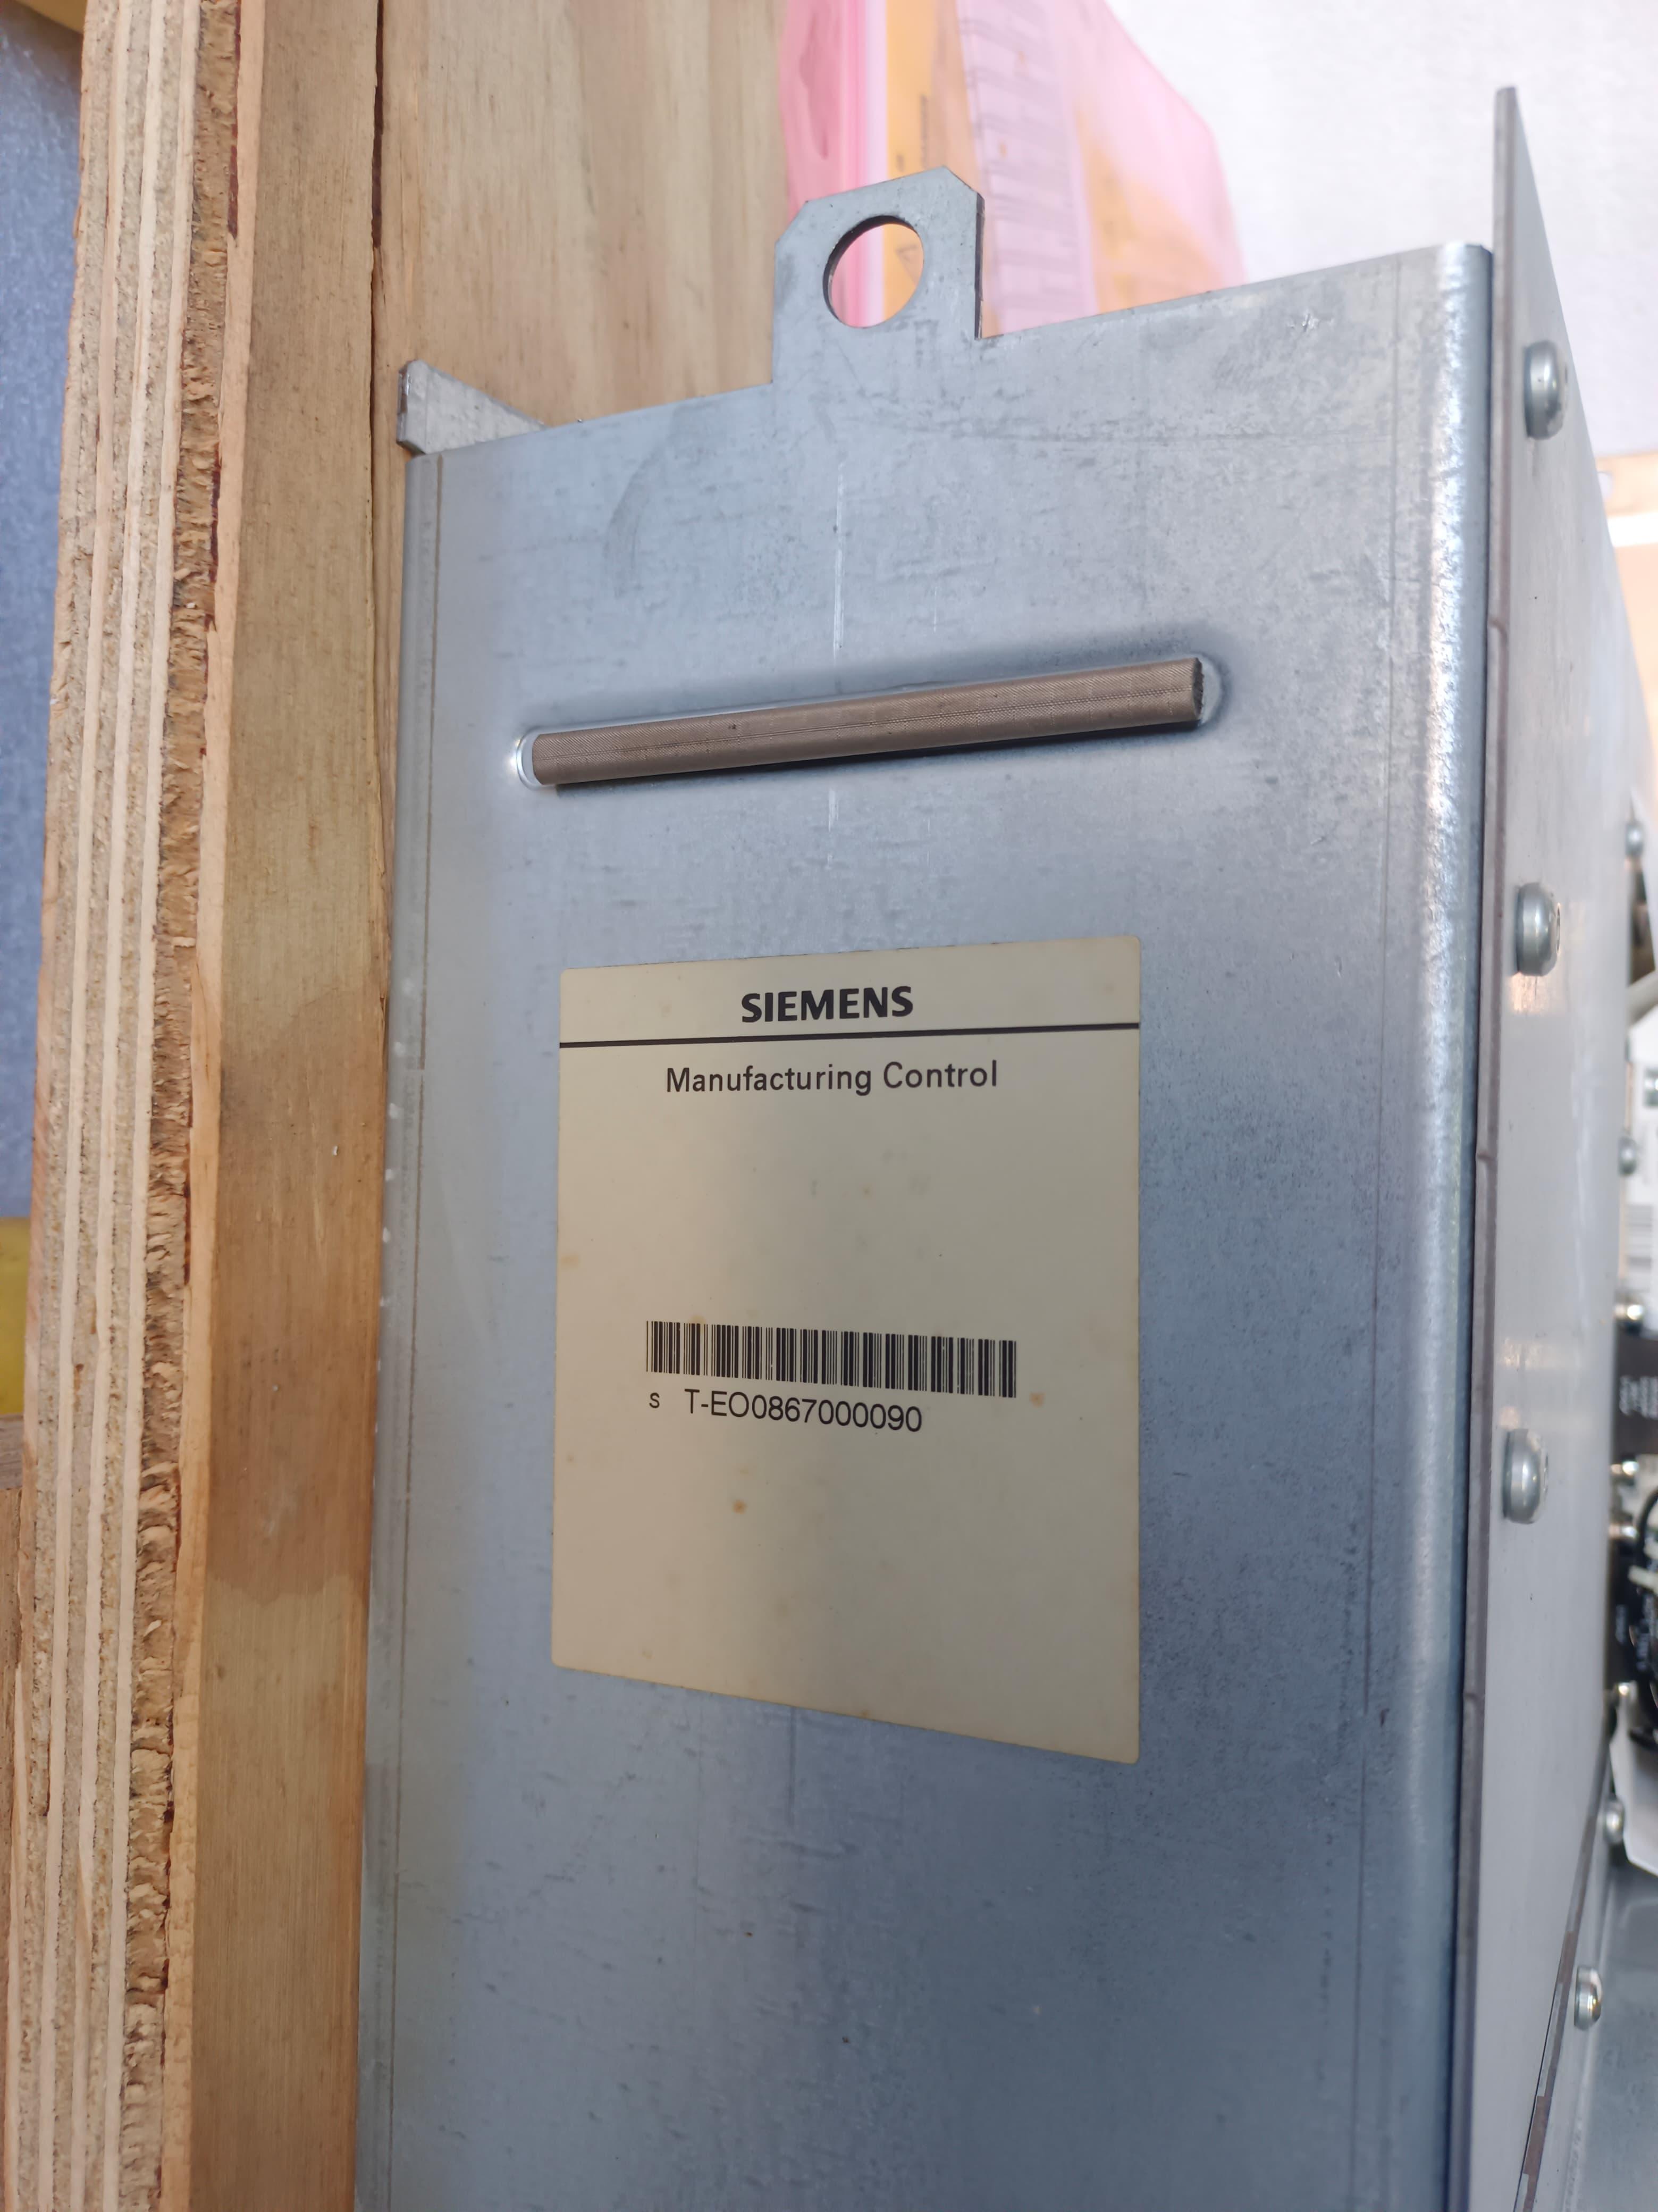 SIEMENS
Manufacturing Control
S T-EO0867000090